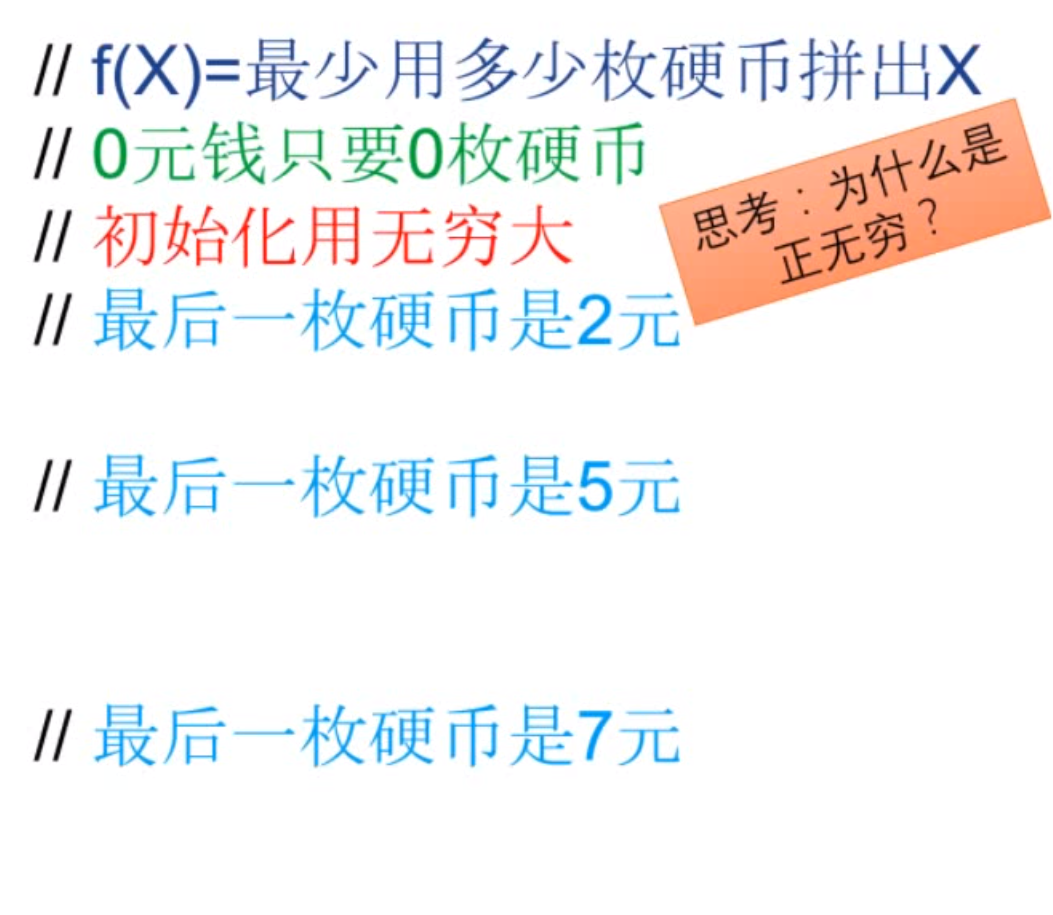 // f(X)=最少用多少枚硬币拼出X
// 0元钱只要0枚硬币
// 初始化用无穷大
思考：为什么是
正无穷？
// 最后一枚硬币是2元
// 最后一枚硬币是5元
// 最后一枚硬币是7元